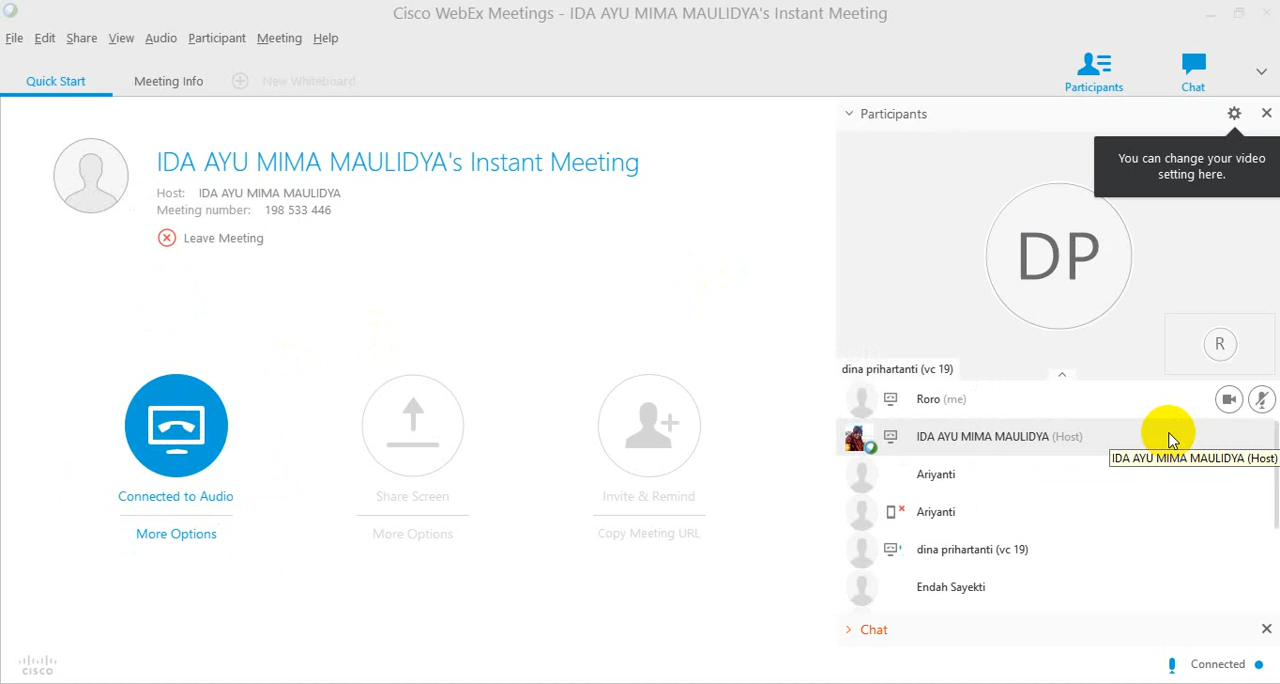 Cisco WebEx Meetings - IDA AYU MIMA MAULIDYA's Instant Meeting
File Edit Share View Audio Participant Meeting Help
Quick Start Meeting Info New Whiteboard Participants Chat
IDA AYU MIMA MAULIDYA's Instant Meeting
Host: IDA AYU MIMA MAULIDYA
Meeting number: 198 533 446
Leave Meeting
Connected to Audio
More Options
Share Screen
More Options
Invite & Remind
Copy Meeting URL
CISCO
Participants
You can change your video
setting here.
DP
R
dina prihartanti (vc 19)
Roro (me)
IDA AYU MIMA MAULIDYA (Host)
IDA AYU MIMA MAULIDYA (Host)
Ariyanti
Ariyanti
dina prihartanti (vc 19)
Endah Sayekti
Chat
Connected